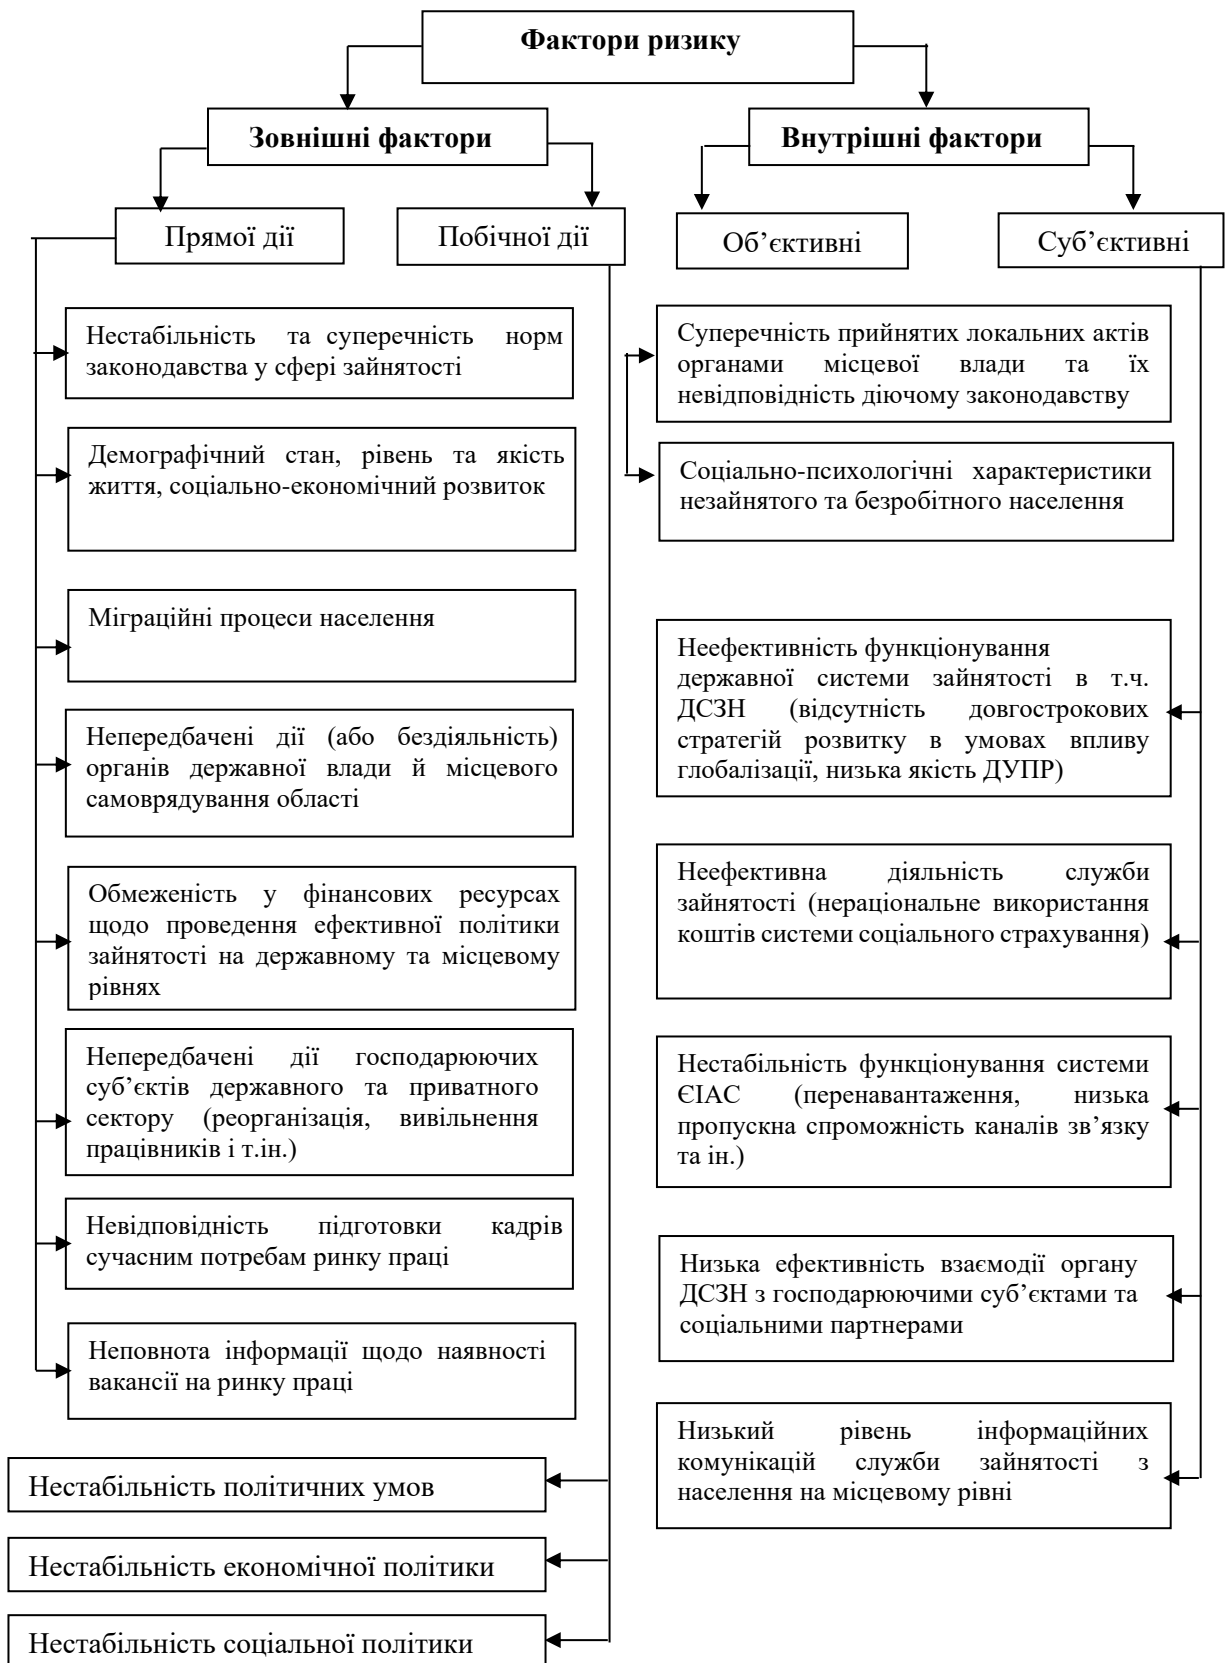 Фактори ризику
Зовнішні фактори
Внутрішні фактори
Прямої дії
Побічної дії
Об’єктивні
Суб’єктивні
Нестабільність та суперечність норм
законодавства у сфері зайнятості
Демографічний стан, рівень та якість
життя, соціально-економічний розвиток
Міграційні процеси населення
Непередбачені дії (або бездіяльність)
органів державної влади й місцевого
самоврядування області
Обмеженість у фінансових ресурсах
щодо проведення ефективної політики
зайнятості на державному та місцевому
рівнях
Непередбачені дії господарюючих
суб’єктів державного та приватного
сектору (реорганізація, вивільнення
працівників і т.ін.)
Невідповідність підготовки кадрів
сучасним потребам ринку праці
Неповнота інформації щодо наявності
вакансії на ринку праці
Нестабільність політичних умов
Нестабільність економічної політики
Нестабільність соціальної політики
Суперечність прийнятих локальних актів
органами місцевої влади та їх
невідповідність діючому законодавству
Соціально-психологічні характеристики
незайнятого та безробітного населення
Неефективність функціонування
державної системи зайнятості в т.ч.
ДСЗН (відсутність довгострокових
стратегій розвитку в умовах впливу
глобалізації, низька якість ДУПР)
Неефективна діяльність служби
зайнятості (нераціональне використання
коштів системи соціального страхування)
Нестабільність функціонування системи
ЄІАС (перенавантаження, низька
пропускна спроможність каналів зв’язку
та ін.)
Низька ефективність взаємодії органу
ДСЗН з господарюючими суб’єктами та
соціальними партнерами
Низький рівень інформаційних
комунікацій служби зайнятості з
населення на місцевому рівні